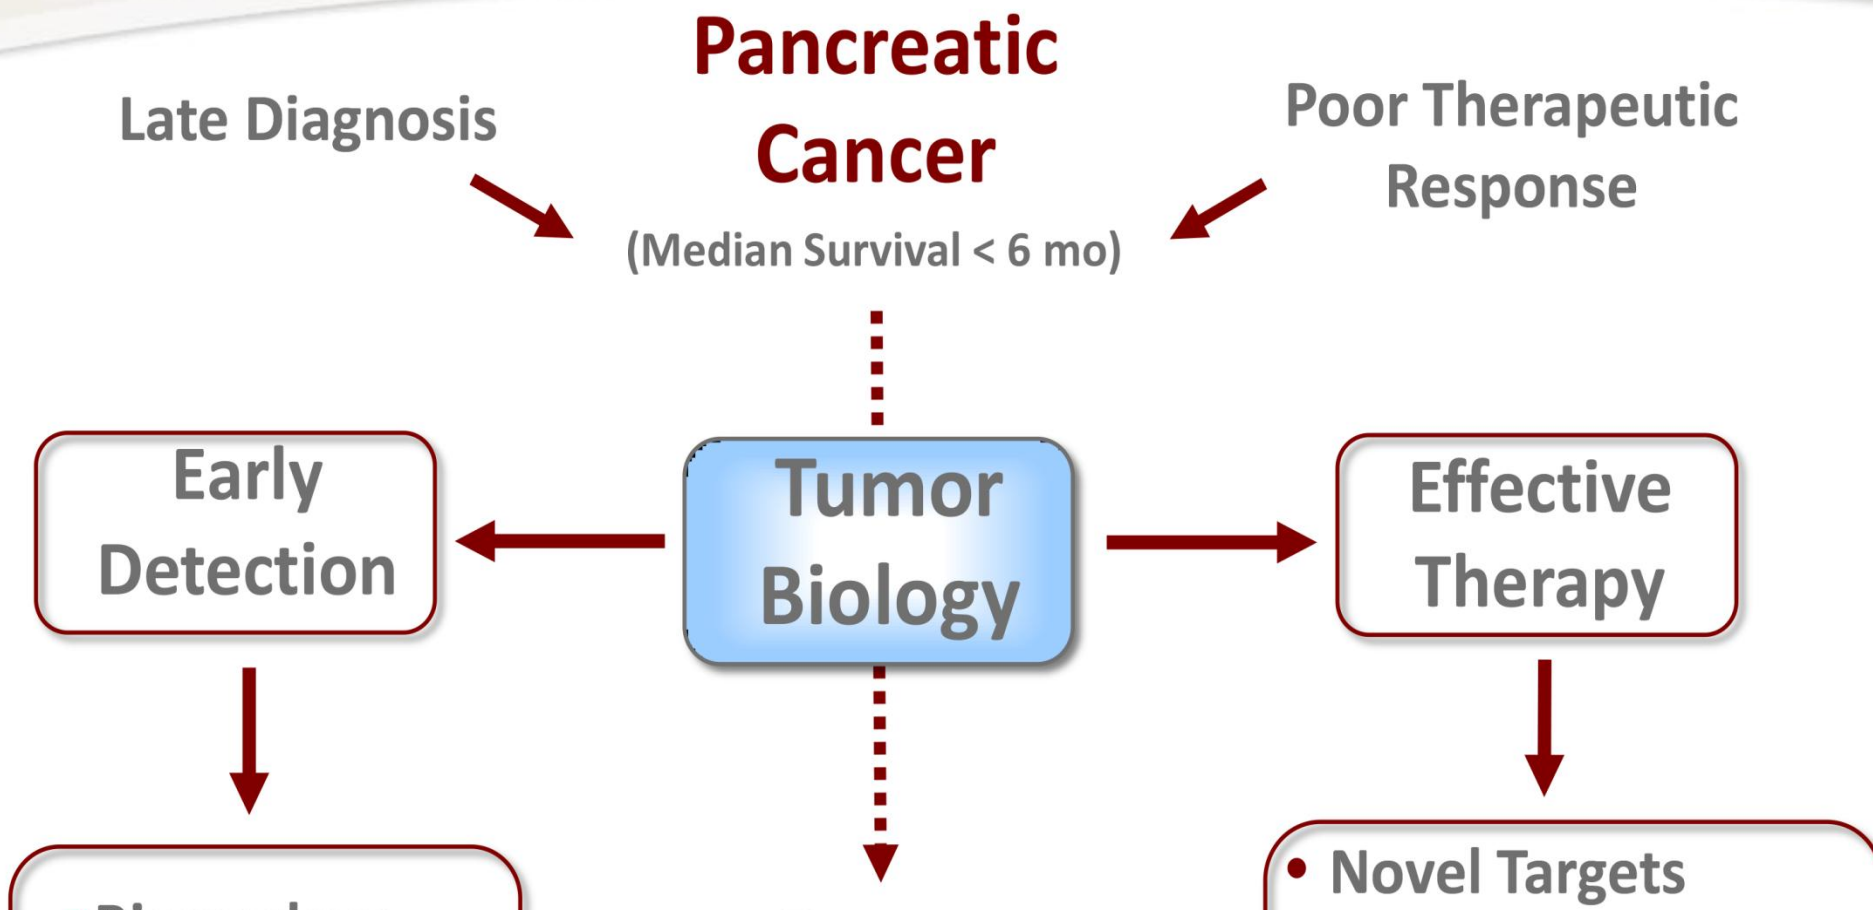 Pancreatic
Cancer
(Median Survival < 6 mo)
Late Diagnosis
Poor Therapeutic
Response
Early
Detection
Tumor
Biology
Effective
Therapy
• Novel Targets